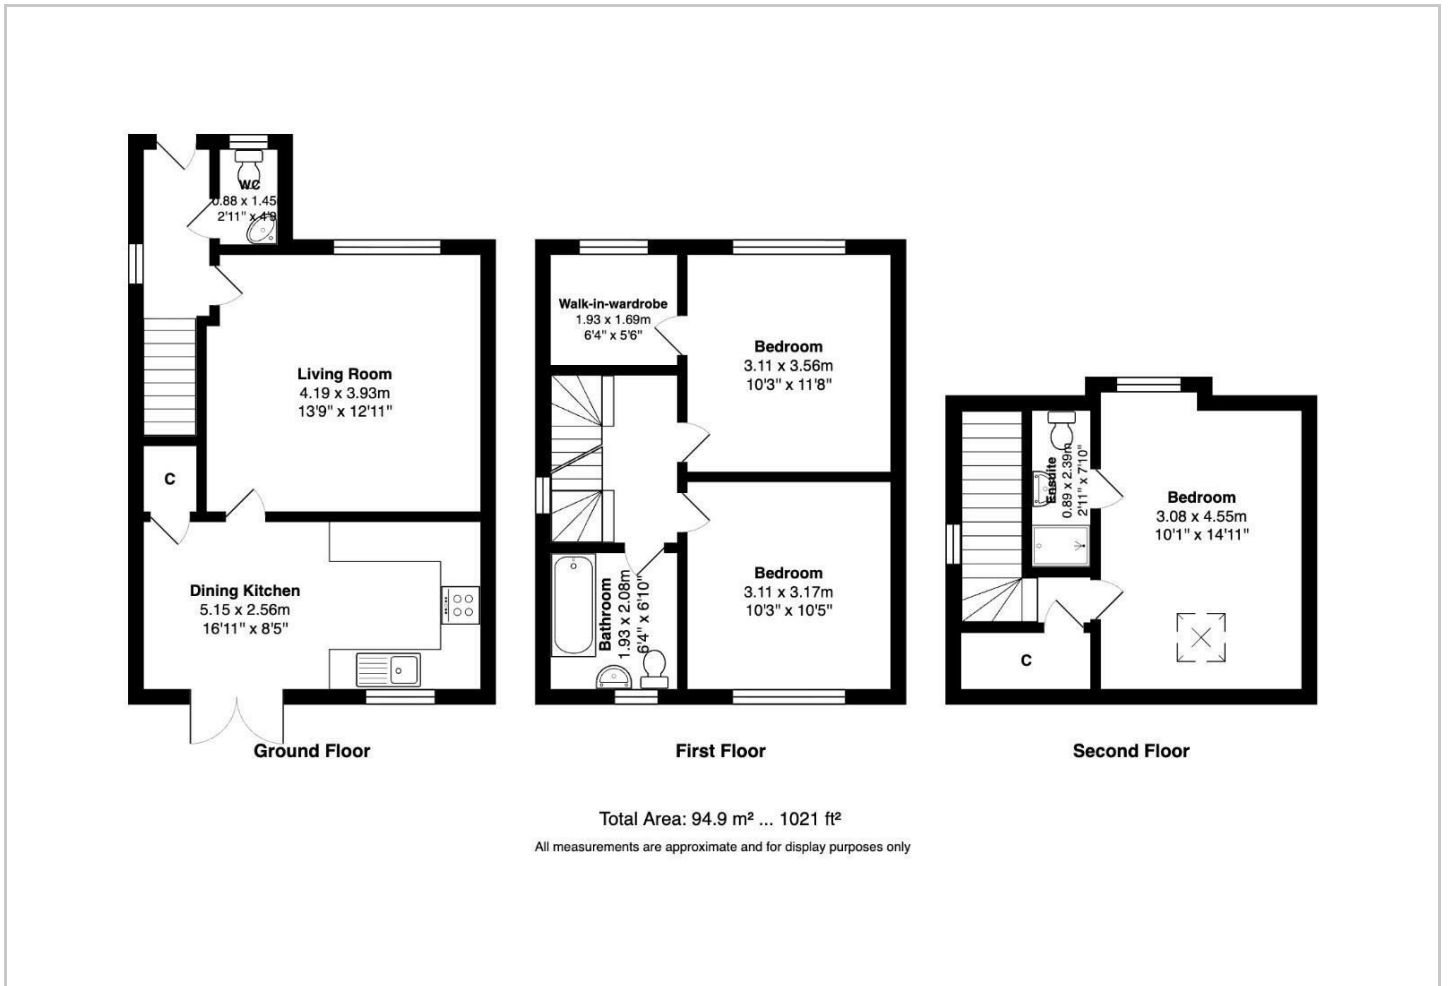 WC
0.88 x 1.45
2'11" x 4'9
Living Room
4.19 x 3.93m
13'9" x 12'11"
C
Dining Kitchen
5.15 x 2.56m
16'11" x 8'5"
Ground Floor
Walk-in-wardrobe
1.93 x 1.69m
6'4" x 5'6"
Bedroom
3.11 x 3.56m
10'3" x 11'8"
Bedroom
3.11 x 3.17m
10'3" x 10'5"
Bathroom
1.93 x 2.08m
6'4" x 6'10"
First Floor
Ensuite
0.89 x 2.39m
2'11" x 7'10"
Bedroom
3.08 x 4.55m
10'1" x 14'11"
C
Second Floor
Total Area: 94.9 m² ... 1021 ft²
All measurements are approximate and for display purposes only